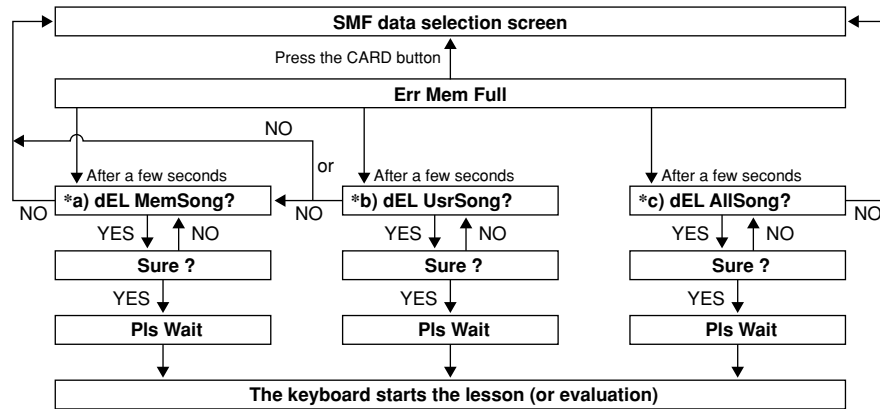 SMF data selection screen
Press the CARD button
Err Mem Full
NO
or
After a few seconds After a few seconds After a few seconds
*a) dEL MemSong? *b) dEL UsrSong? *c) dEL AllSong?
NO NO NO
YES NO YES NO YES NO
Sure ? Sure ? Sure ?
YES YES YES
Pls Wait Pls Wait Pls Wait
The keyboard starts the lesson (or evaluation)